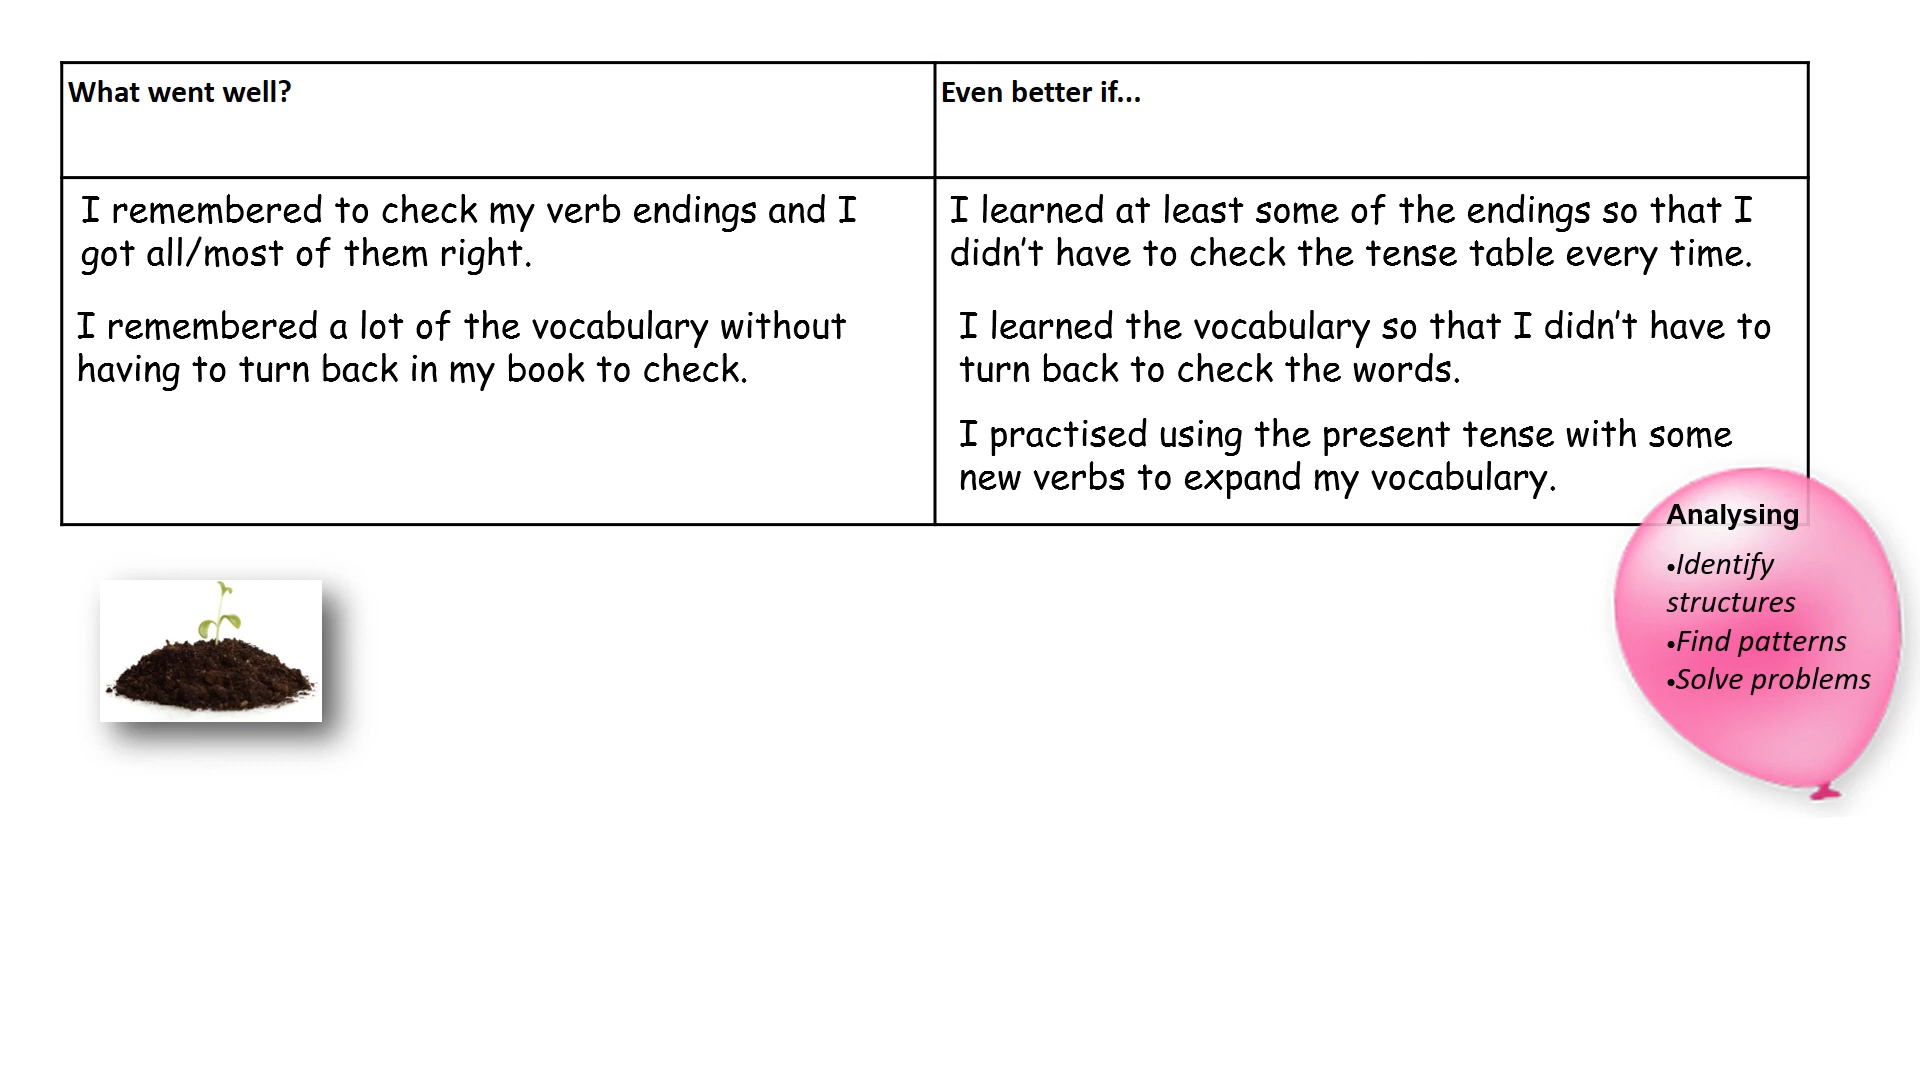 What went well?
Even better if...
I remembered to check my verb endings and I
got all/most of them right.
I remembered a lot of the vocabulary without
having to turn back in my book to check.
I learned at least some of the endings so that I
didn’t have to check the tense table every time.
I learned the vocabulary so that I didn’t have to
turn back to check the words.
I practised using the present tense with some
new verbs to expand my vocabulary.
Analysing
•Identify
structures
•Find patterns
•Solve problems